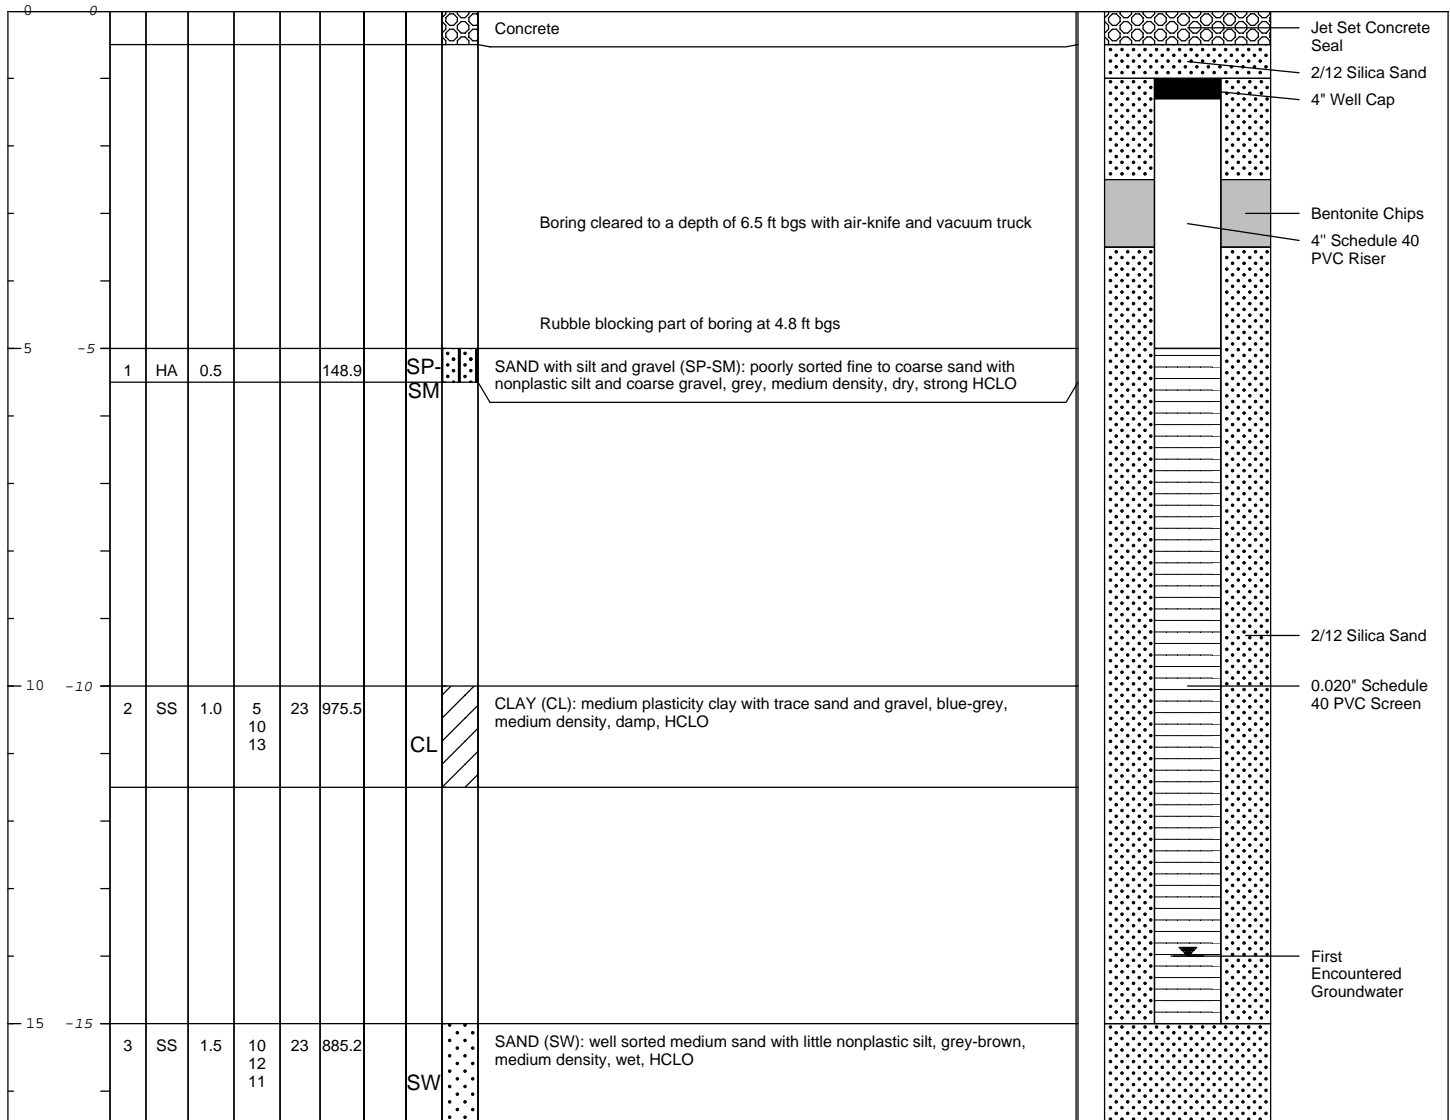 0 0
Concrete
Jet Set Concrete
Seal
2/12 Silica Sand
4" Well Cap
Boring cleared to a depth of 6.5 ft bgs with air-knife and vacuum truck
Bentonite Chips
4" Schedule 40
PVC Riser
Rubble blocking part of boring at 4.8 ft bgs
5 -5
1 HA 0.5 148.9 SP-
SM
SAND with silt and gravel (SP-SM): poorly sorted fine to coarse sand with
nonplastic silt and coarse gravel, grey, medium density, dry, strong HCLO
2/12 Silica Sand
10 -10
0.020" Schedule
40 PVC Screen
2 SS 1.0 5 23 975.5
10
13
CL
CLAY (CL): medium plasticity clay with trace sand and gravel, blue-grey,
medium density, damp, HCLO
First
Encountered
Groundwater
15 -15
3 SS 1.5 10 23 885.2
12
11
SW
SAND (SW): well sorted medium sand with little nonplastic silt, grey-brown,
medium density, wet, HCLO